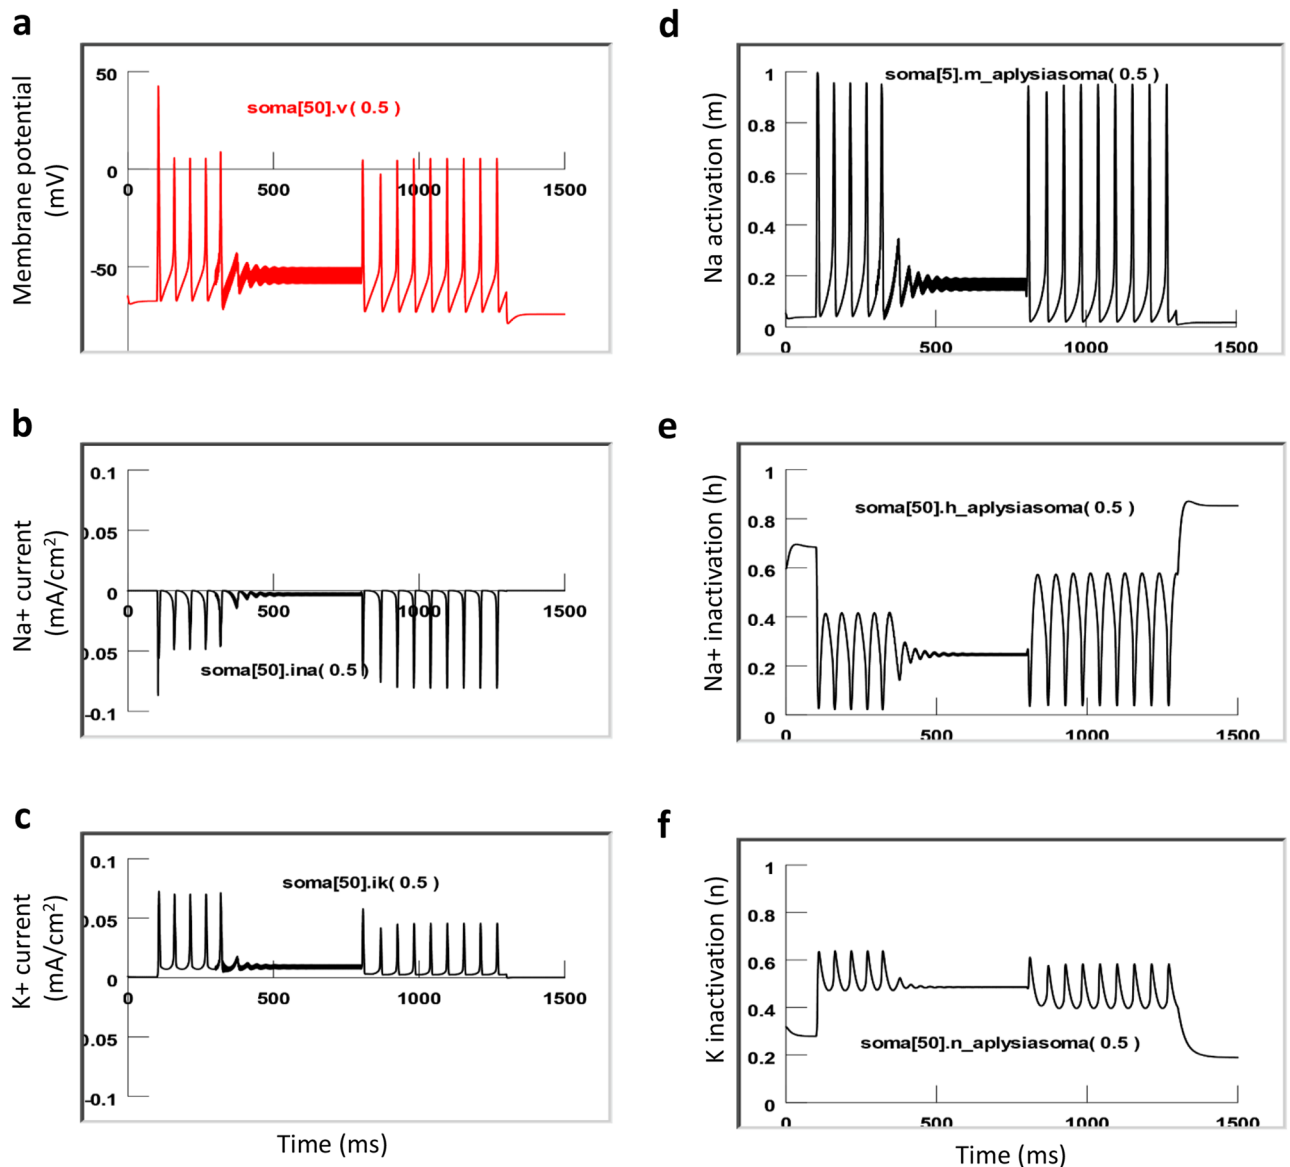 a
Membrane potential
(mV)
50
0
-50
soma[50].v( 0.5 )
0
500
1000
1500
b
Na+ current
(mA/cm2)
0.1
0.05
0
0.05
-0.1
0
500
1000
1500
soma[50].ina( 0.5 )
c
K+ current
(mA/cm2)
0.1
0.05
0
0.05
-0.1
soma[50].ik( 0.5 )
0
500
1000
1500
Time (ms)
d
Na activation (m)
1
0.8
0.6
0.4
0.2
0
soma[5].m_aplysiasoma( 0.5 )
0
500
1000
1500
e
Na+ inactivation (h)
1
0.8
0.6
0.4
0.2
0
soma[50].h_aplysiasoma( 0.5 )
0
500
1000
1500
f
K inactivation (n)
1
0.8
0.6
0.4
0.2
0
soma[50].n_aplysiasoma( 0.5 )
0
500
1000
1500
Time (ms)